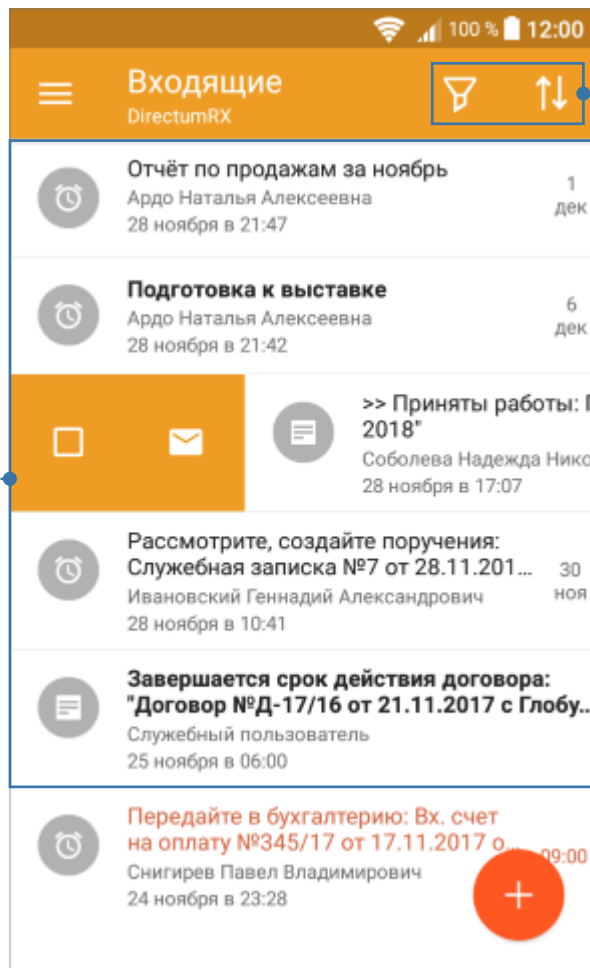 100 % 12:00
Входящие
DirectumRX
Отчёт по продажам за ноябрь
Ардо Наталья Алексеевна
28 ноября в 21:47
1
дек
Подготовка к выставке
Ардо Наталья Алексеевна
28 ноября в 21:42
6
дек
>> Приняты работы:
2018"
Соболева Надежда Нико
28 ноября в 17:07
Рассмотрите, создайте поручения:
Служебная записка №7 от 28.11.201...
Ивановский Геннадий Александрович
28 ноября в 10:41
30
ноя
Завершается срок действия договора:
"Договор №Д-17/16 от 21.11.2017 с Глобу...
Служебный пользователь
25 ноября в 06:00
Передайте в бухгалтерию: Вх. счет
на оплату №345/17 от 17.11.2017 о...
Снигирев Павел Владимирович
24 ноября в 23:28
09:00